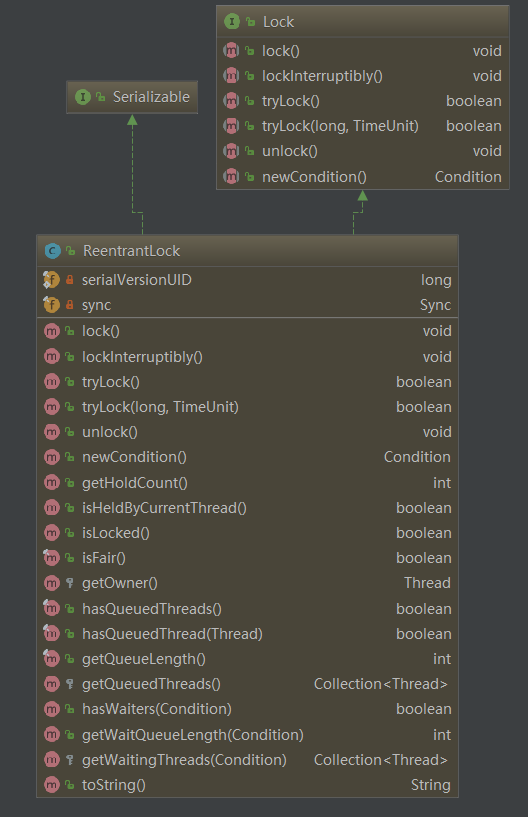 Lock
lock() void
lockInterruptibly() void
tryLock() boolean
tryLock(long, TimeUnit) boolean
unlock() void
newCondition() Condition
Serializable
ReentrantLock
serialVersionUID long
sync Sync
lock() void
lockInterruptibly() void
tryLock() boolean
tryLock(long, TimeUnit) boolean
unlock() void
newCondition() Condition
getHoldCount() int
isHeldByCurrentThread() boolean
isLocked() boolean
isFair() boolean
getOwner() Thread
hasQueuedThreads() boolean
hasQueuedThread(Thread) boolean
getQueueLength() int
getQueuedThreads() Collection<Thread>
hasWaiters(Condition) boolean
getWaitQueueLength(Condition) int
getWaitingThreads(Condition) Collection<Thread>
toString() String